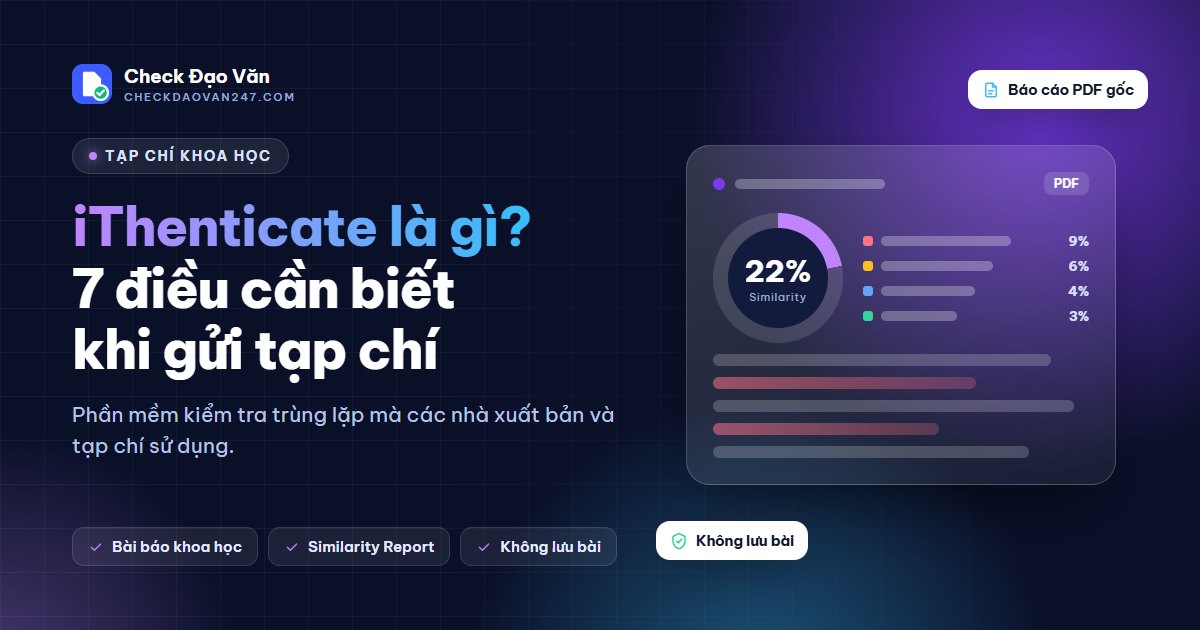 Check Đạo Văn
CHECKDAOVAN247.COM
Báo cáo PDF gốc
TẠP CHÍ KHOA HỌC
iThenticate là gì?
7 điều cần biết
khi gửi tạp chí
Phần mềm kiểm tra trùng lặp mà các nhà xuất bản và
tạp chí sử dụng.
PDF
22%
Similarity
9%
6%
4%
3%
Bài báo khoa học
Similarity Report
Không lưu bài
Không lưu bài